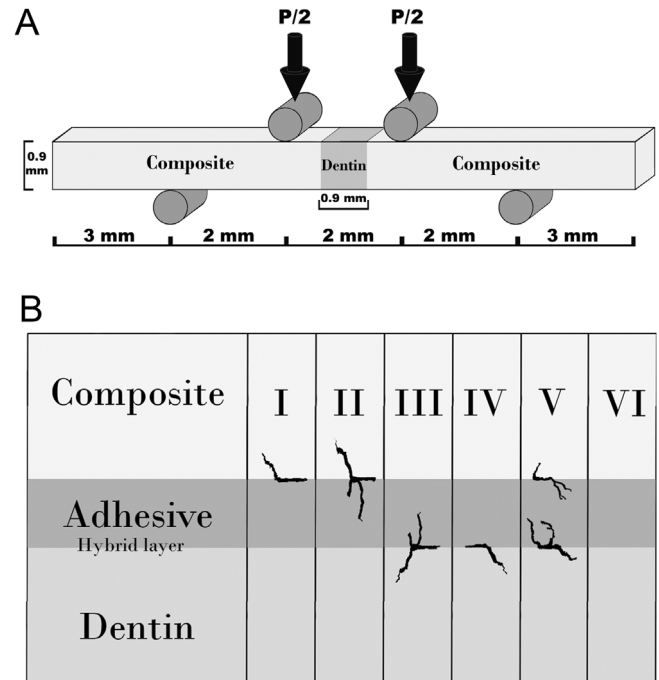 A
P/2 P/2
0.9 mm
Composite Dentin Composite
0.9 mm
3 mm 2 mm 2 mm 2 mm 3 mm
B
Composite I II III IV V VI
Adhesive
Hybrid layer
Dentin